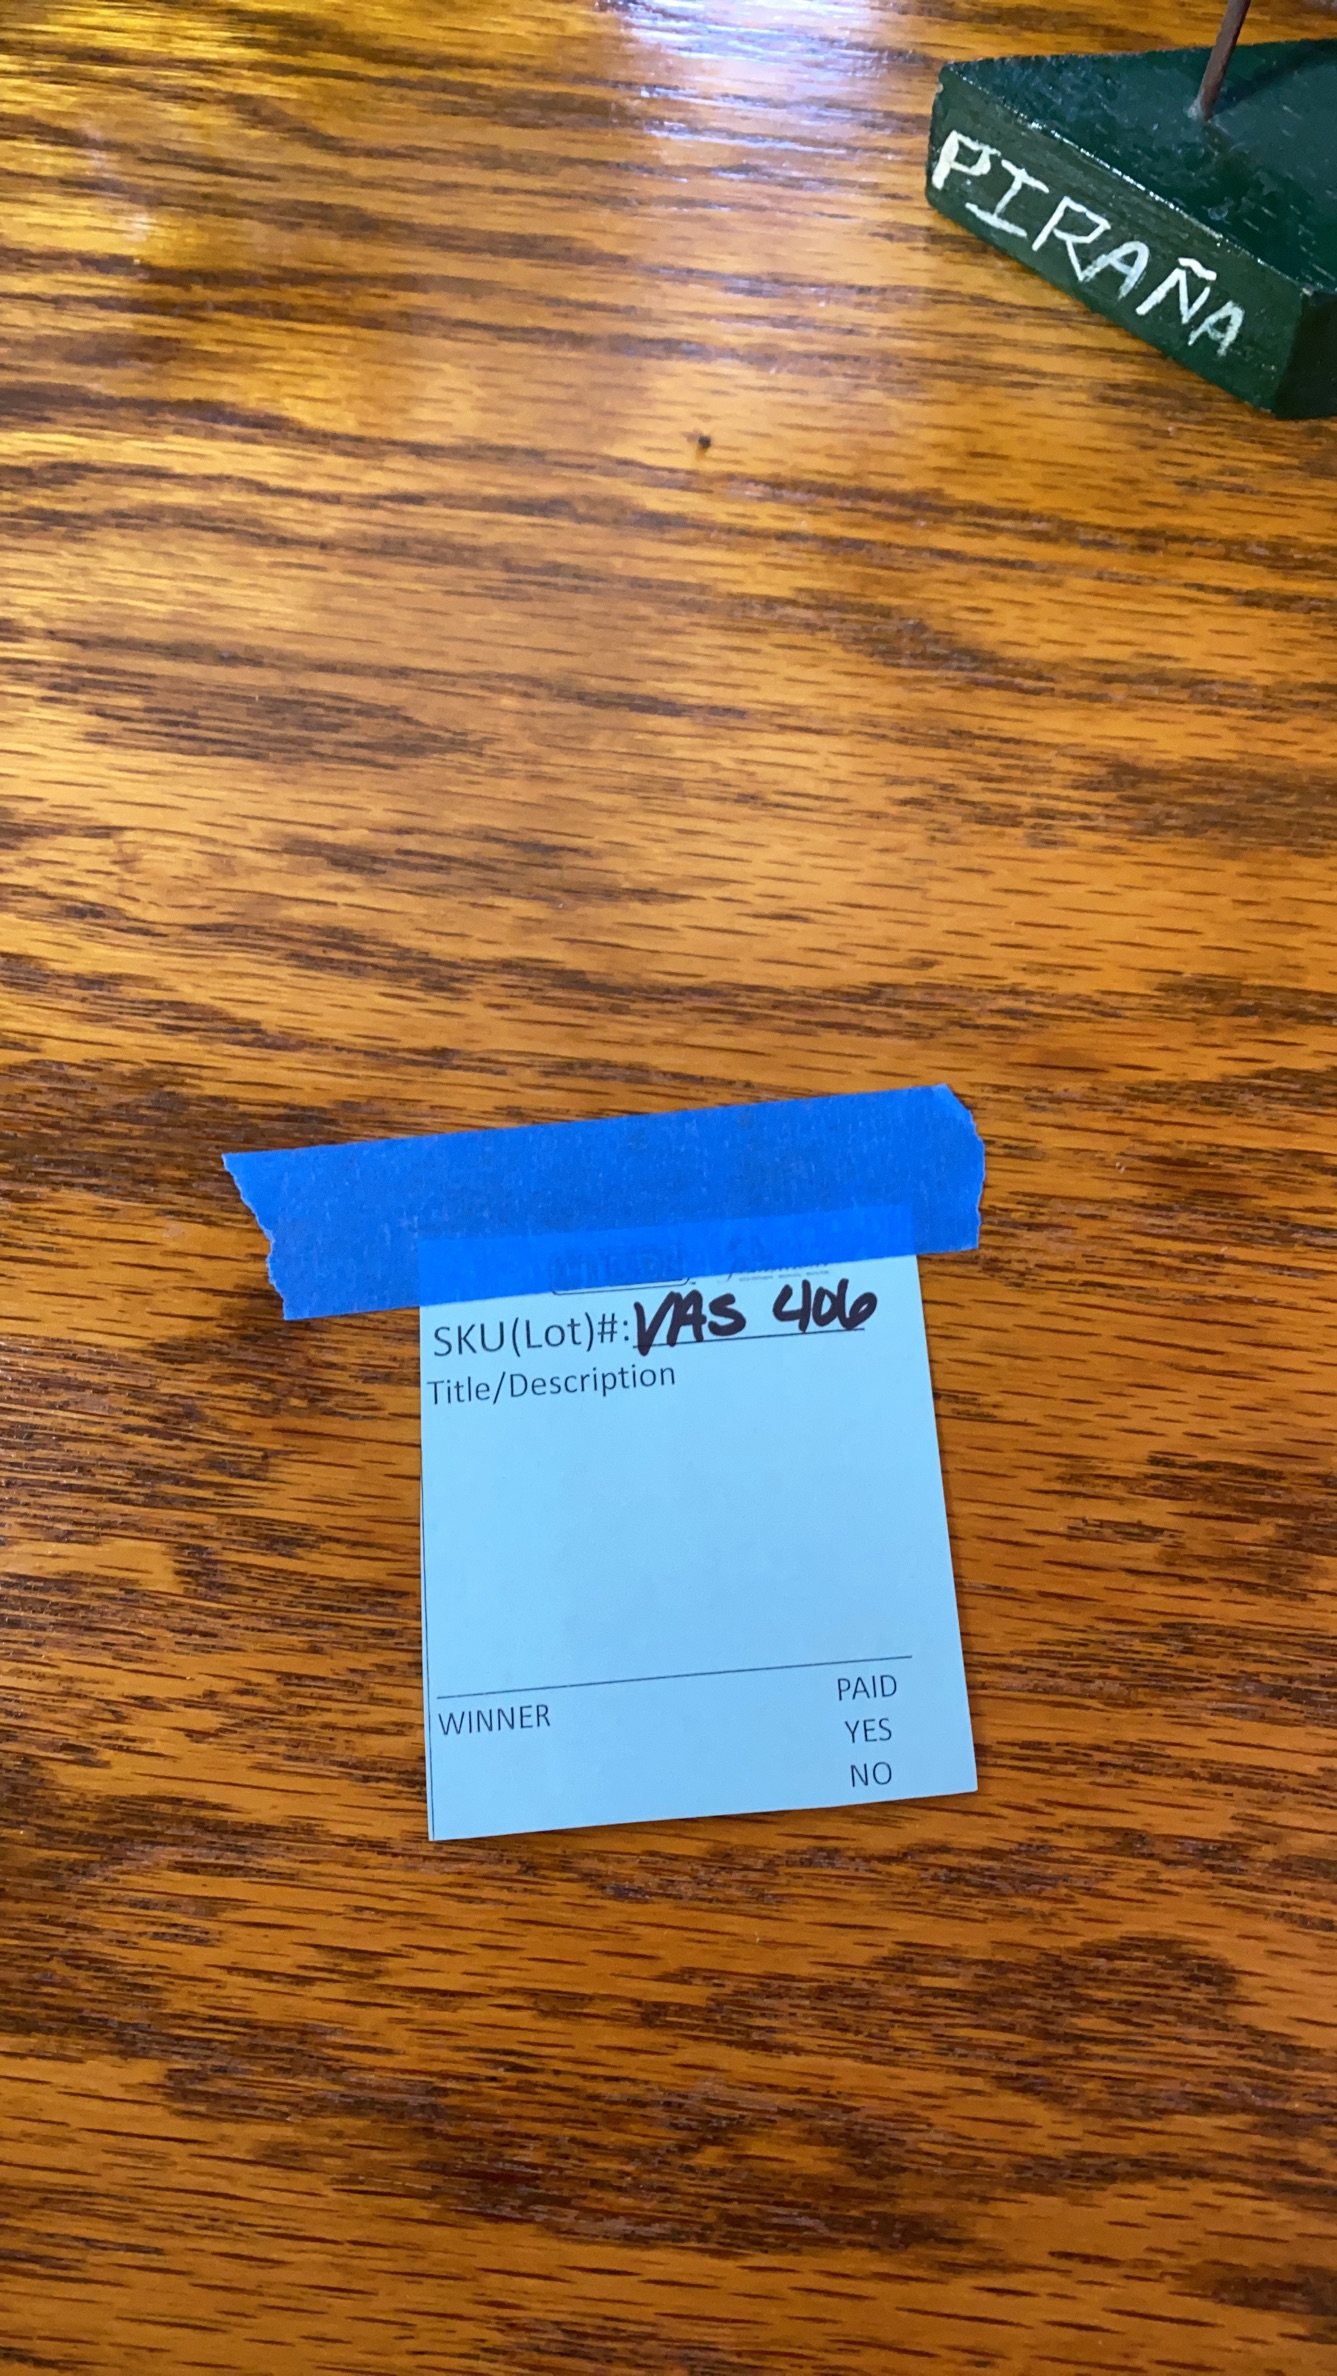 PIRAÑA
SKU(Lot)#: VAS 406
Title/Description
WINNER
PAID
YES
NO